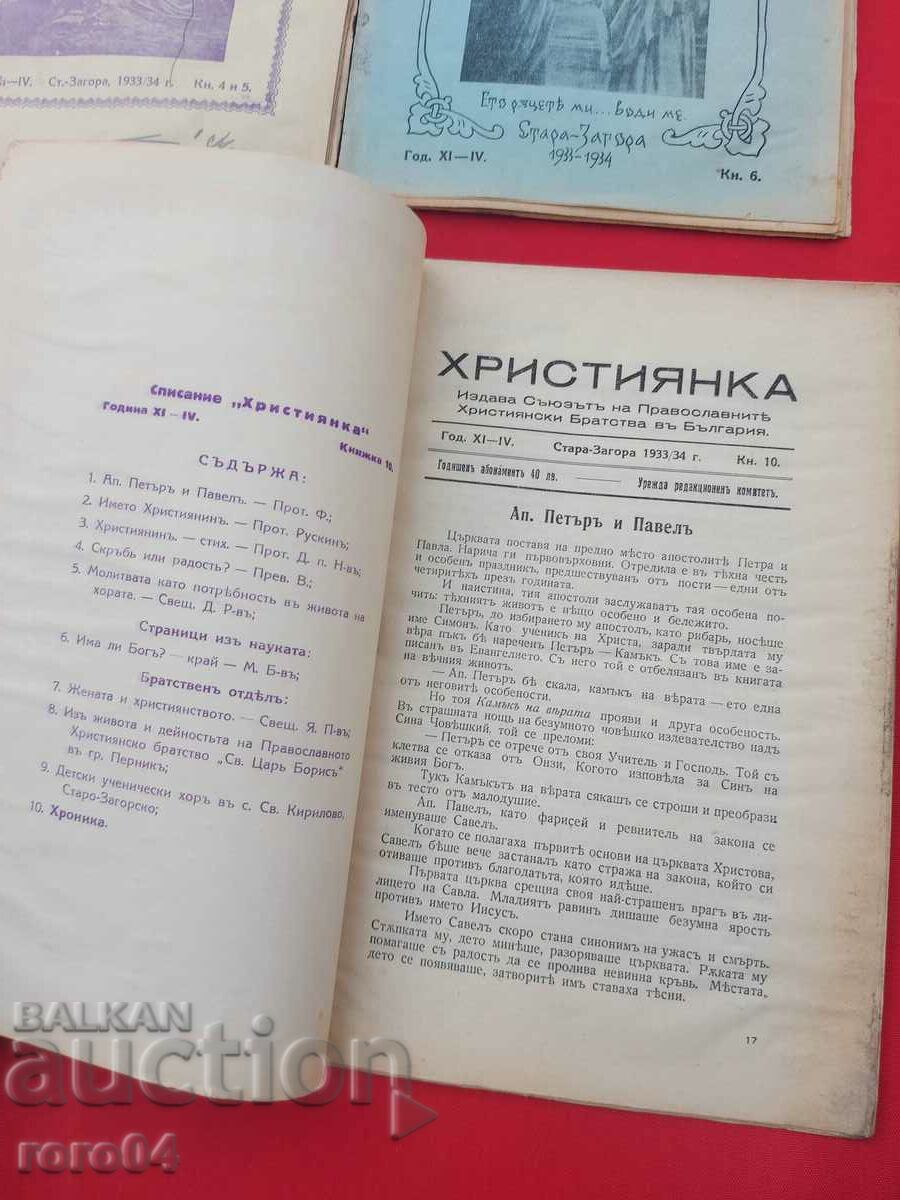 XI—IV. Ст.-Загора, 1933/34 г. Кн. 4 и 5.
Ето ръцетѣ ми... води ме.
Стара-Загора
1933-1934
Год. XI—IV.
Кн. 6.
Списание „Християнка“
Година XI — IV.
Книжка 10.
СЪДЪРЖА:
1. Ап. Петъръ и Павелъ. — Прот. Ф.;
2. Името Християнинъ. — Прот. Рускинъ;
3. Християнинъ. — стих. — Прот. Д. п. Н-въ;
4. Скръбь или радость? — Прев. В.;
5. Молитвата като потрѣбность въ живота на
хората. — Свещ. Д. Р-въ;
Страници изъ науката:
6. Има ли Богъ? — край — М. Б-въ;
Братственъ отдѣлъ:
7. Жената и християнството. — Свещ. Я. П-въ;
8. Изъ живота и дейностьта на Православното
Християнско братство „Св. Царь Борисъ“
въ гр. Перникъ;
9. Детски ученически хоръ въ с. Св. Кирилово,
Старо-Загорско;
10. Хроника.
ХРИСТИЯНКА
Издава Съюзътъ на Православнитѣ
Християнски Братства въ България.
Год. XI—IV. Стара-Загора 1933/34 г. Кн. 10.
Годишенъ абонаментъ 40 лв. — Урежда редакционенъ комитетъ.
Ап. Петъръ и Павелъ
Църквата поставя на предно мѣсто апостолитѣ Петра и
Павла. Нарича ги първовърховни. Отредила е въ тѣхна честь
и особенъ праздникъ, предшествуванъ отъ пости — едни отъ
четиритѣхъ презъ годината.
И наистина, тия апостоли заслужаватъ тая особена по-
чить: тѣхниятъ животъ е нѣщо особено и бележито.
Петъръ, до избирането му апостолъ, като рибарь, носѣше
име Симонъ. Като ученикъ на Христа, заради твърдата му
вѣра пъкъ бѣ нареченъ Петъръ — Камъкъ. Съ това име е за-
писанъ въ Евангелието. Съ него той е отбелязанъ въ книгата
на вѣчния животъ.
— Ап. Петъръ бѣ скала, камъкъ на вѣрата — ето една
отъ неговитѣ особености.
Но тоя Камъкъ на вѣрата прояви и друга особеность.
Въ страшната нощь на безумното човѣшко издевателство надъ
Сина Човѣшкий, той се преломи:
— Петъръ се отрече отъ своя Учитель и Господь. Той съ
клетва се отказа отъ Онзи, Когото изповѣда за Синъ на
живия Богъ.
Тукъ Камъкътъ на вѣрата сякашъ се строши и преобрази
въ тесто отъ малодушие.
Ап. Павелъ, като фарисей и ревнитель на закона се
именуваше Савелъ.
Когато се полагаха първитѣ основи на църквата Христова,
Савелъ бѣше вече застаналъ като стража на закона, който си
отиваше противъ благодатьта, която идѣше.
Първата църква срещна своя най-страшенъ врагъ въ ли-
лицето на Савла. Младиятъ равинъ дишаше безумна ярость
противъ името Иисусъ.
Името Савелъ скоро стана синонимъ на ужасъ и смърть.
Стѫпката му, дето минѣше, разоряваше църквата. Рѫката му
помагаше съ радость да се пролива невинна кръвь. Мѣстата,
дето се появяваше, затворитѣ имъ ставаха тѣсни.
17
BALKAN
auction
roro04